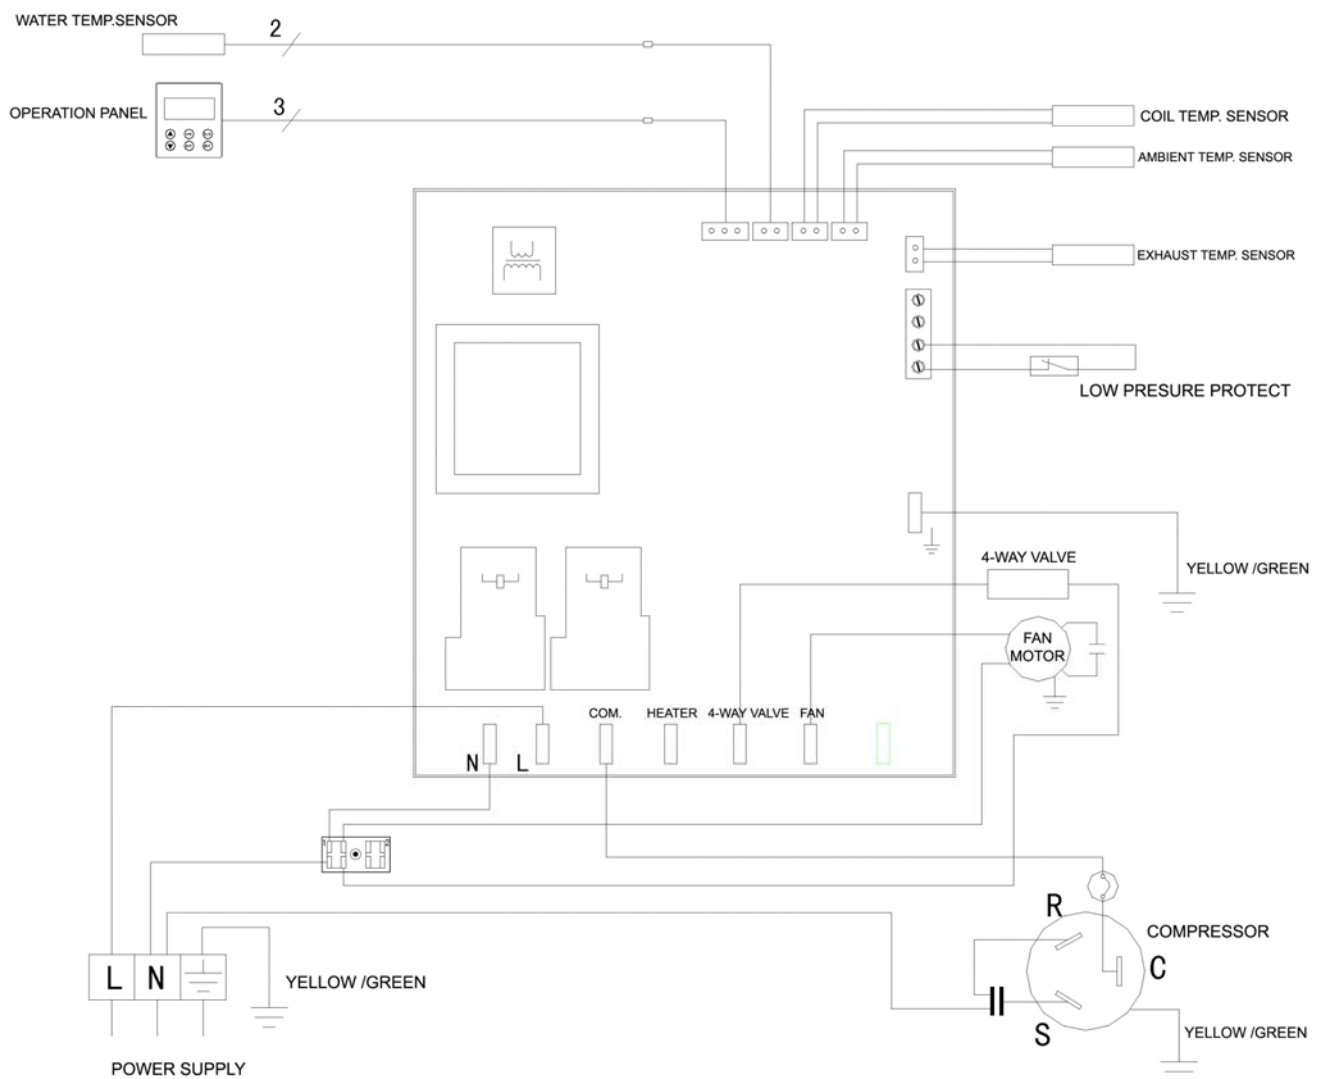 WATER TEMP.SENSOR
2
OPERATION PANEL
3
COIL TEMP. SENSOR
AMBIENT TEMP. SENSOR
EXHAUST TEMP. SENSOR
LOW PRESURE PROTECT
4-WAY VALVE
YELLOW /GREEN
FAN
MOTOR
COM.
HEATER
4-WAY VALVE
FAN
N
L
1
2
R
COMPRESSOR
C
L
N
YELLOW /GREEN
S
YELLOW /GREEN
POWER SUPPLY